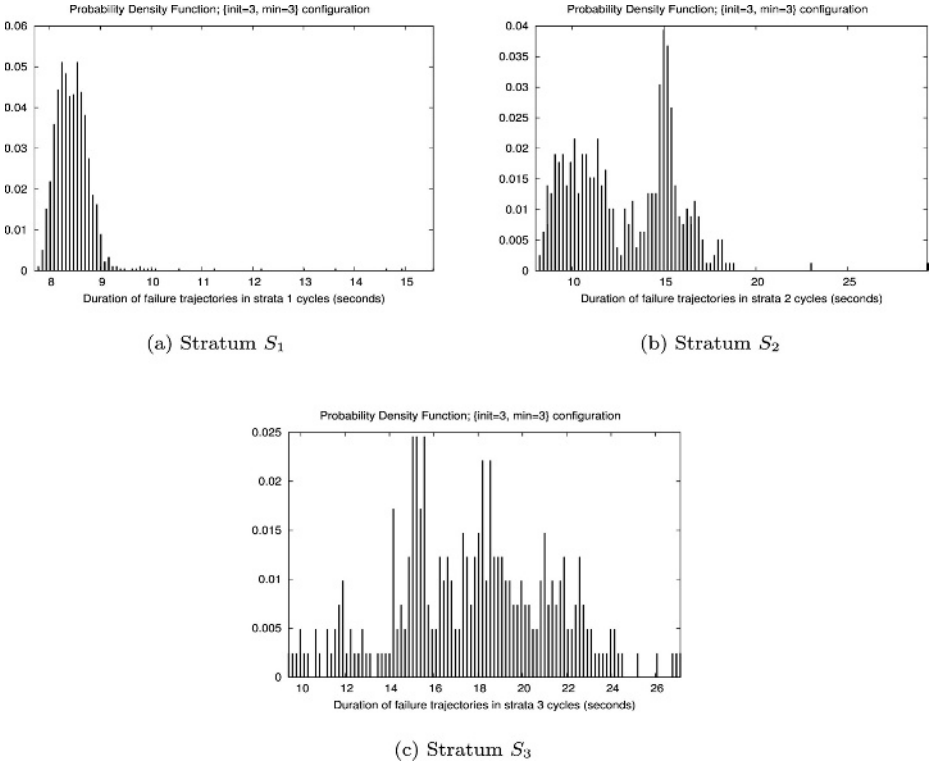 Probability Density Function; {init=3, min=3} configuration
0.06
0.05
0.04
0.03
0.02
0.01
0
8 9 10 11 12 13 14 15
Duration of failure trajectories in strata 1 cycles (seconds)
(a) Stratum S1
Probability Density Function; {init=3, min=3} configuration
0.04
0.035
0.03
0.025
0.02
0.015
0.01
0.005
0
10 15 20 25
Duration of failure trajectories in strata 2 cycles (seconds)
(b) Stratum S2
Probability Density Function; {init=3, min=3} configuration
0.025
0.02
0.015
0.01
0.005
0
10 12 14 16 18 20 22 24 26
Duration of failure trajectories in strata 3 cycles (seconds)
(c) Stratum S3